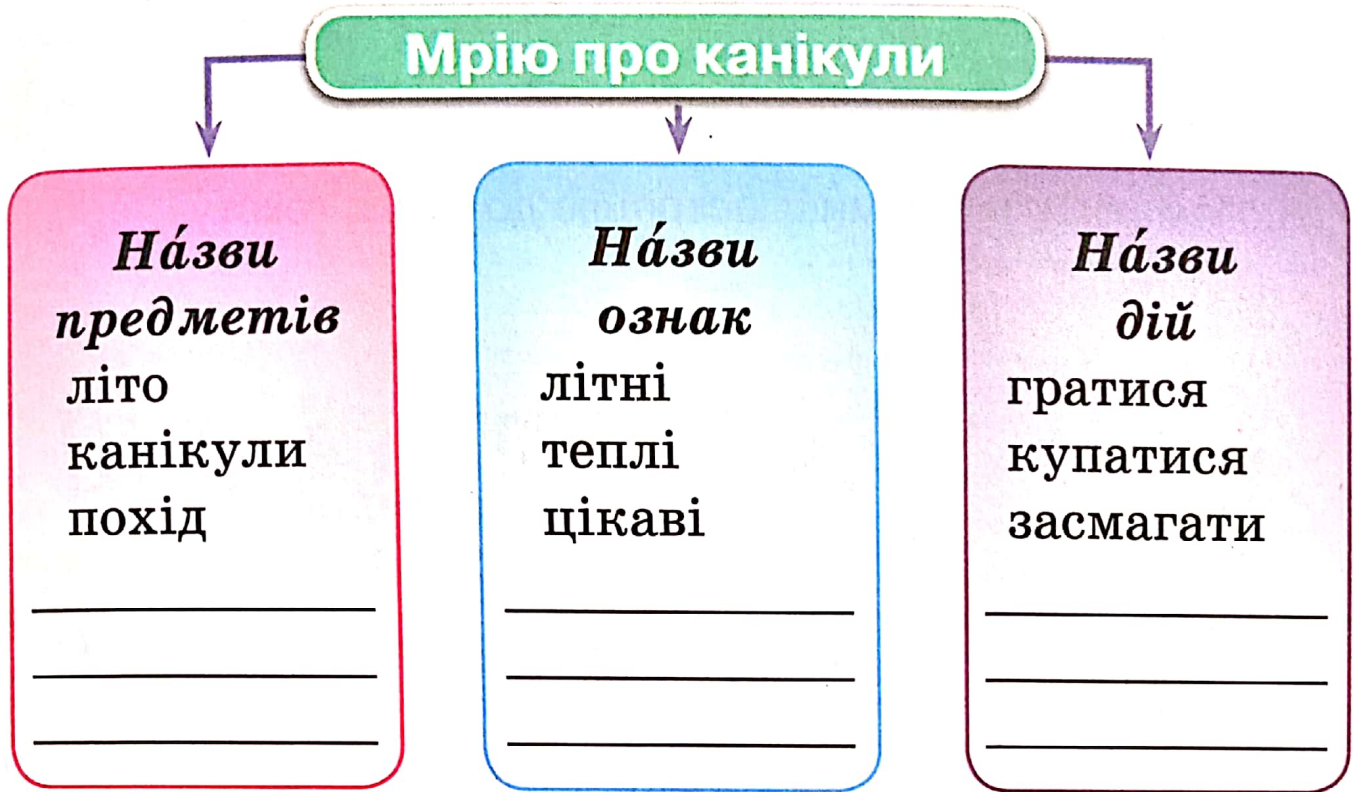 Мрію про канікули
На́зви
предметів
літо
канікули
похід
На́зви
ознак
літні
теплі
цікаві
На́зви
дій
гратися
купатися
засмагати